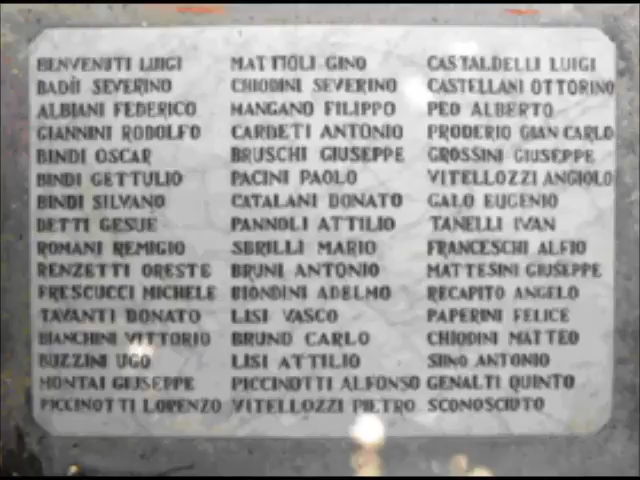 BENVENUTI LUIGI MATTIOLI GINO CASTALDELLI LUIGI
BADII SEVERINO CHIODINI SEVERINO CASTELLANI OTTORINO
ALBIANI FEDERICO MANGANO FILIPPO PEO ALBERTO
GIANNINI RODOLFO CARDETI ANTONIO PRODERIO GIAN CARLO
BINDI OSCAR BRUSCHI GIUSEPPE GROSSINI GIUSEPPE
BINDI GETTULIO PACINI PAOLO VITELLOZZI ANGIOLO
BINDI SILVANO CATALANI DONATO GALO EUGENIO
DETTI GESUE PANNOLI ATTILIO TANELLI IVAN
ROMANI REMIGIO SBRILLI MARIO FRANCESCHI ALFIO
RENZETTI ORESTE BRUNI ANTONIO MATTESINI GIUSEPPE
FRESCUCCI MICHELE BIONDINI ADELMO RECAPITO ANGELO
TAVANTI DONATO LISI VASCO PAPERINI FELICE
BIANCHINI VITTORIO BRUNO CARLO CHIODINI MATTEO
BUZZINI UGO LISI ATTILIO SIINO ANTONIO
MONTAI GIUSEPPE PICCINOTTI ALFONSO GENALTI QUINTO
PICCINOTTI LORENZO VITELLOZZI PIETRO SCONOSCIUTO